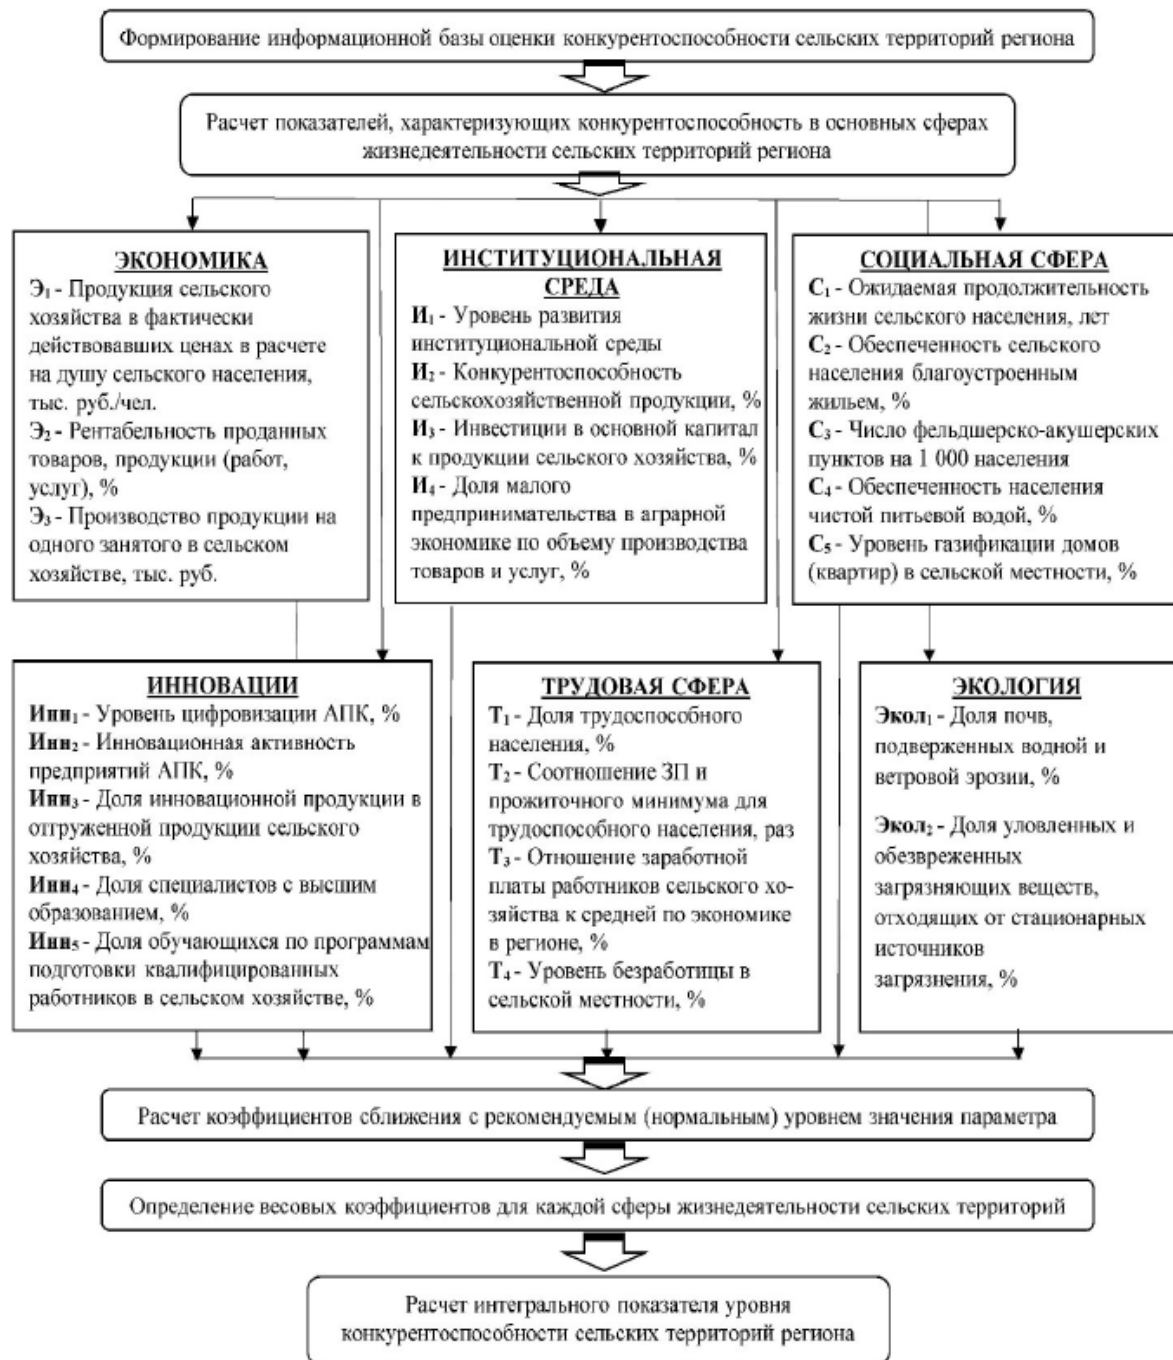 Формирование информационной базы оценки конкурентоспособности сельских территорий региона
Расчет показателей, характеризующих конкурентоспособность в основных сферах
жизнедеятельности сельских территорий региона
ЭКОНОМИКА
Э₁ - Продукция сельского
хозяйства в фактически
действовавших ценах в расчете
на душу сельского населения,
тыс. руб./чел.
Э₂ - Рентабельность проданных
товаров, продукции (работ,
услуг), %
Э₃ - Производство продукции на
одного занятого в сельском
хозяйстве, тыс. руб.
ИНСТИТУЦИОНАЛЬНАЯ
СРЕДА
И₁ - Уровень развития
институциональной среды
И₂ - Конкурентоспособность
сельскохозяйственной продукции, %
И₃ - Инвестиции в основной капитал
к продукции сельского хозяйства, %
И₄ - Доля малого
предпринимательства в аграрной
экономике по объему производства
товаров и услуг, %
СОЦИАЛЬНАЯ СФЕРА
С₁ - Ожидаемая продолжительность
жизни сельского населения, лет
С₂ - Обеспеченность сельского
населения благоустроенным
жильем, %
С₃ - Число фельдшерско-акушерских
пунктов на 1 000 населения
С₄ - Обеспеченность населения
чистой питьевой водой, %
С₅ - Уровень газификации домов
(квартир) в сельской местности, %
ИННОВАЦИИ
Инн₁ - Уровень цифровизации АПК, %
Инн₂ - Инновационная активность
предприятий АПК, %
Инн₃ - Доля инновационной продукции в
отгруженной продукции сельского
хозяйства, %
Инн₄ - Доля специалистов с высшим
образованием, %
Инн₅ - Доля обучающихся по программам
подготовки квалифицированных
работников в сельском хозяйстве, %
ТРУДОВАЯ СФЕРА
Т₁ - Доля трудоспособного
населения, %
Т₂ - Соотношение ЗП и
прожиточного минимума для
трудоспособного населения, раз
Т₃ - Отношение заработной
платы работников сельского хо-
зяйства к средней по экономике
в регионе, %
Т₄ - Уровень безработицы в
сельской местности, %
ЭКОЛОГИЯ
Экол₁ - Доля почв,
подверженных водной и
ветровой эрозии, %
Экол₂ - Доля уловленных и
обезвреженных
загрязняющих веществ,
отходящих от стационарных
источников
загрязнения, %
Расчет коэффициентов сближения с рекомендуемым (нормальным) уровнем значения параметра
Определение весовых коэффициентов для каждой сферы жизнедеятельности сельских территорий
Расчет интегрального показателя уровня
конкурентоспособности сельских территорий региона